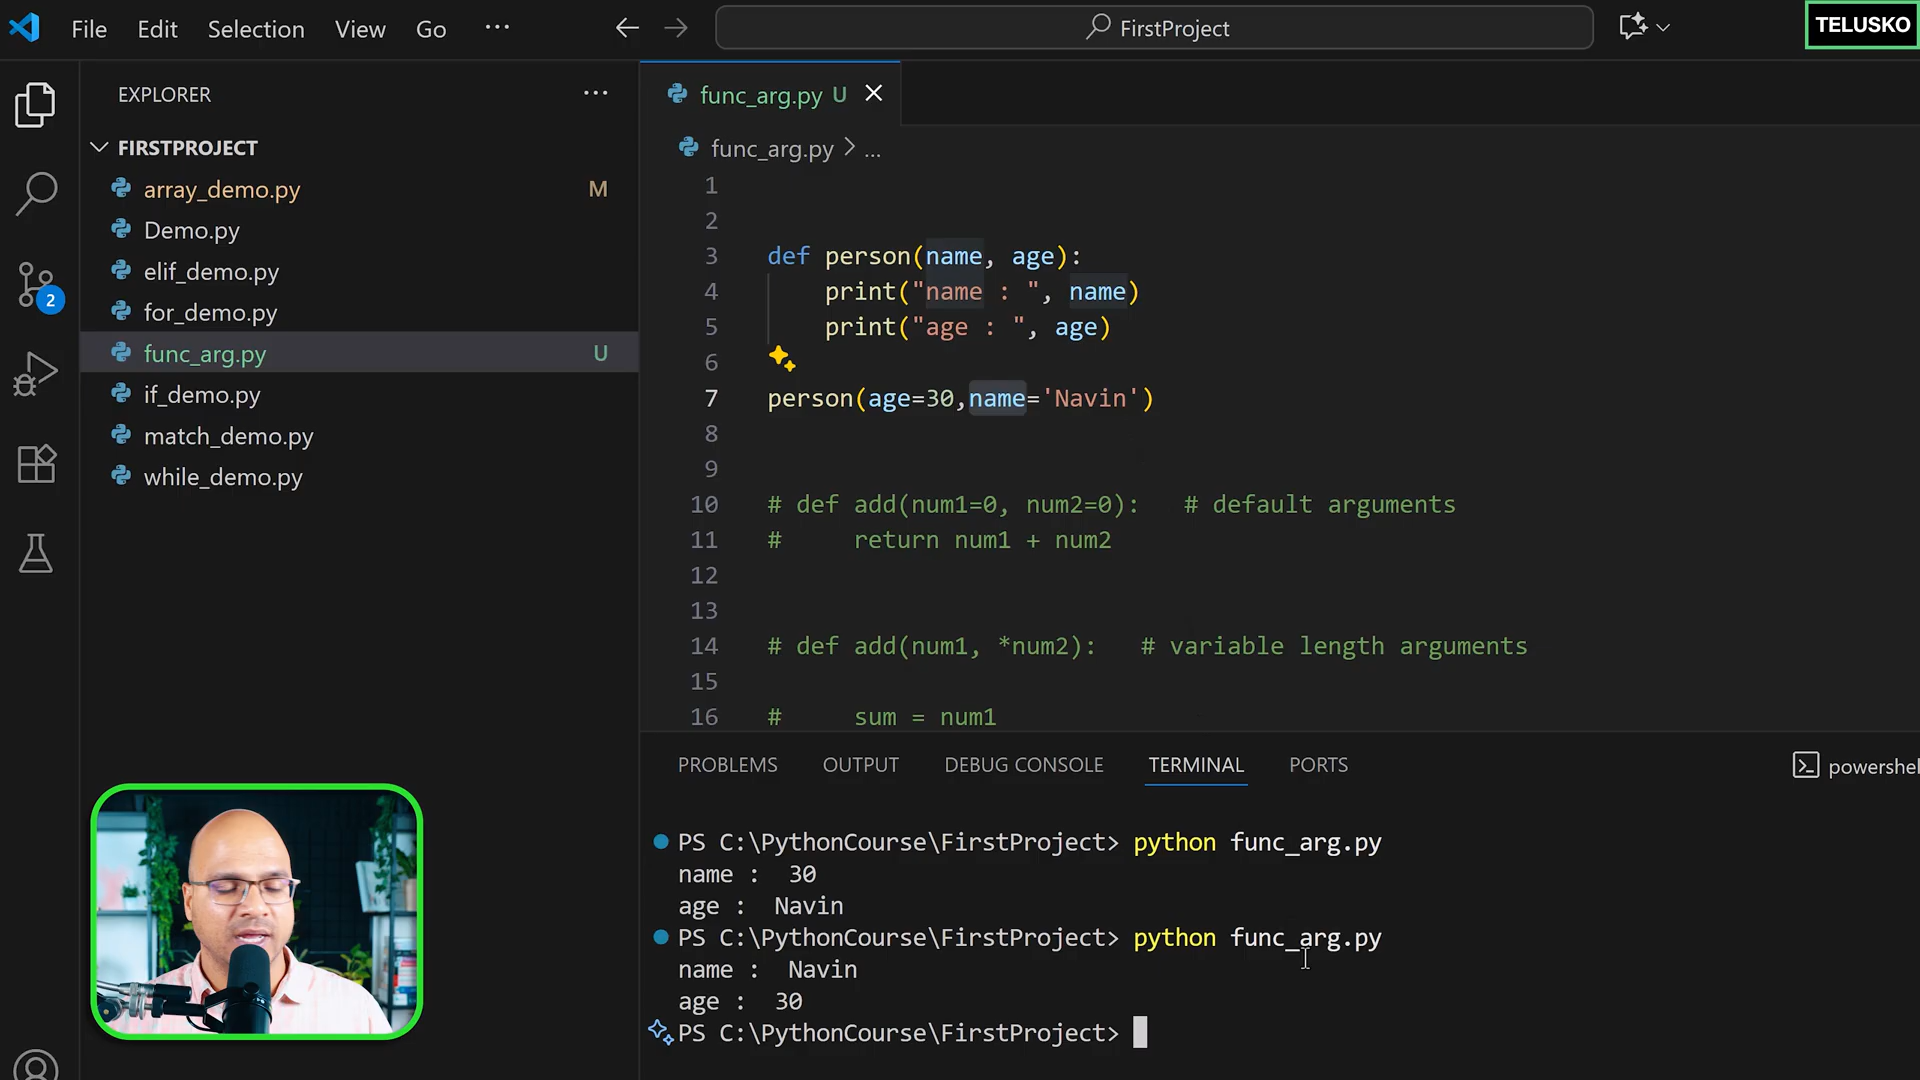 File Edit Selection View Go ... FirstProject TELUSKO
EXPLORER ...
FIRSTPROJECT
array_demo.py M
Demo.py
elif_demo.py
for_demo.py
func_arg.py U
if_demo.py
match_demo.py
while_demo.py
2
func_arg.py U
func_arg.py > ...
1
2
3 def person(name, age):
4 print("name : ", name)
5 print("age : ", age)
6
7 person(age=30,name='Navin')
8
9
10 # def add(num1=0, num2=0): # default arguments
11 # return num1 + num2
12
13
14 # def add(num1, *num2): # variable length arguments
15
16 # sum = num1
PROBLEMS OUTPUT DEBUG CONSOLE TERMINAL PORTS powershel
PS C:\PythonCourse\FirstProject> python func_arg.py
name : 30
age : Navin
PS C:\PythonCourse\FirstProject> python func_arg.py
name : Navin
age : 30
PS C:\PythonCourse\FirstProject>